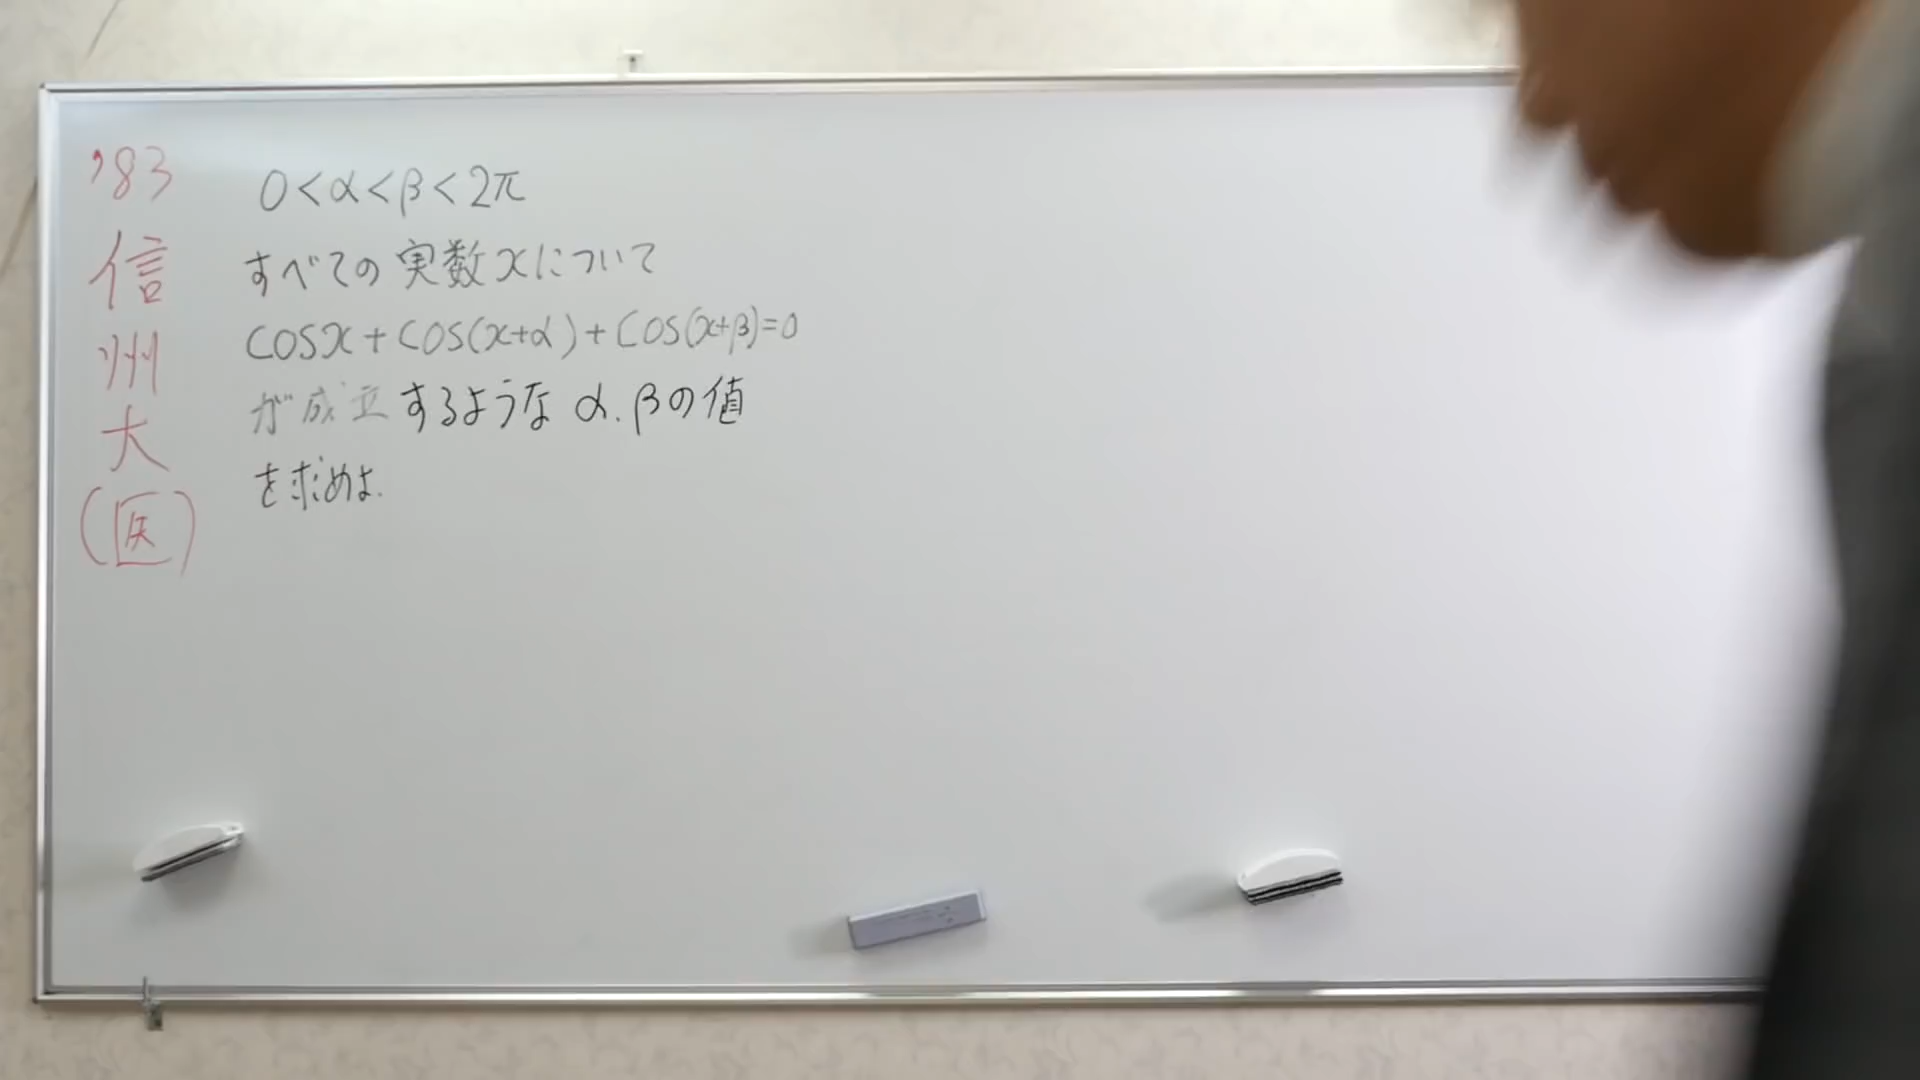 '83
信
州
大
(医)
0<α<β<2π
すべての実数xについて
cosx+cos(x+α)+cos(x+β)=0
が成立するような α.βの値
を求めよ.